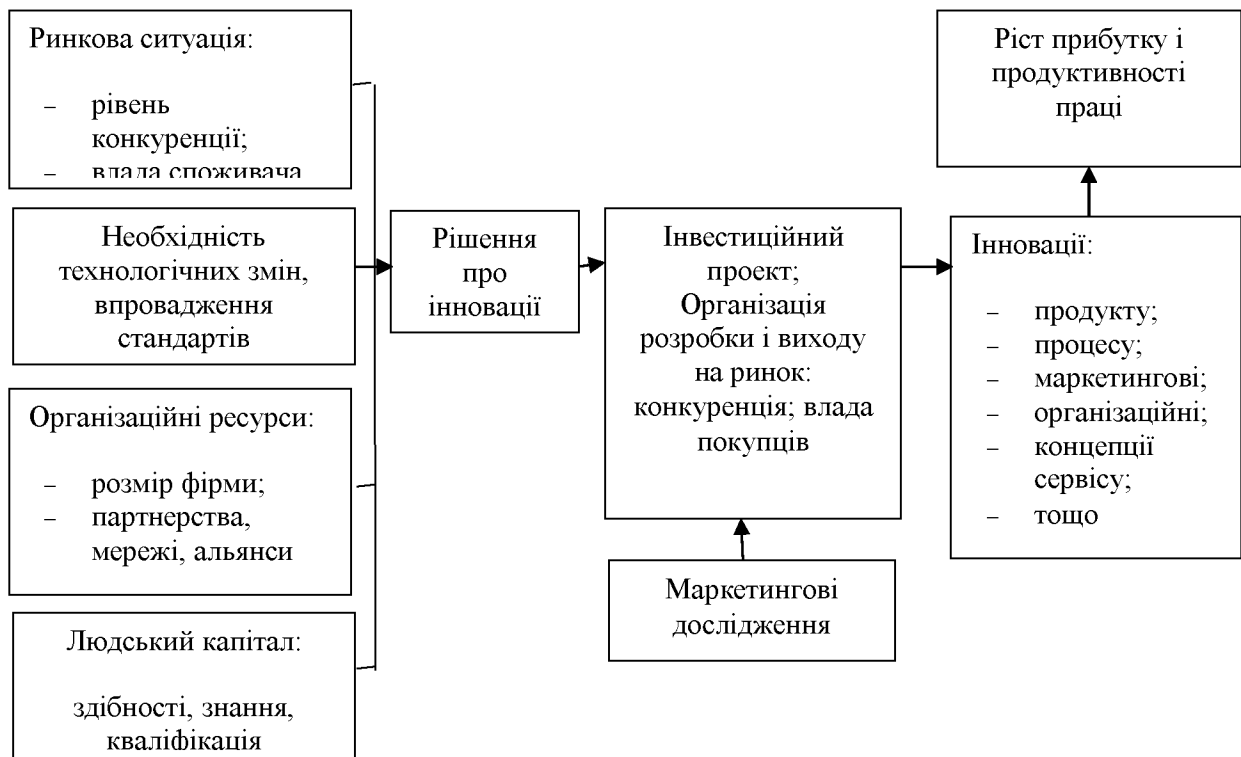 Ринкова ситуація:
– рівень
конкуренції;
– влада споживача
Необхідність
технологічних змін,
впровадження
стандартів
Організаційні ресурси:
– розмір фірми;
– партнерства,
мережі, альянси
Людський капітал:
здібності, знання,
кваліфікація
Рішення
про
інновації
Інвестиційний
проект;
Організація
розробки і виходу
на ринок:
конкуренція; влада
покупців
Маркетингові
дослідження
Ріст прибутку і
продуктивності
праці
Інновації:
– продукту;
– процесу;
– маркетингові;
– організаційні;
– концепції
сервісу;
– тощо